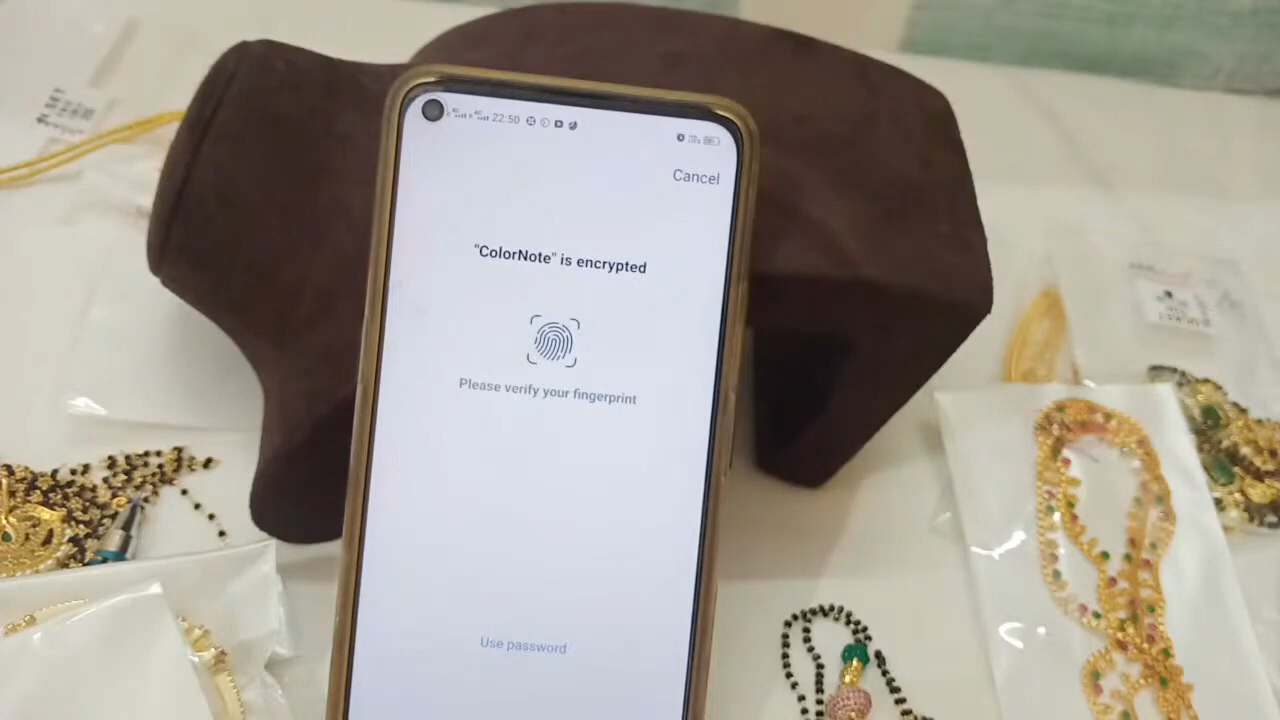 22:50
Cancel
"ColorNote" is encrypted
Please verify your fingerprint
Use password